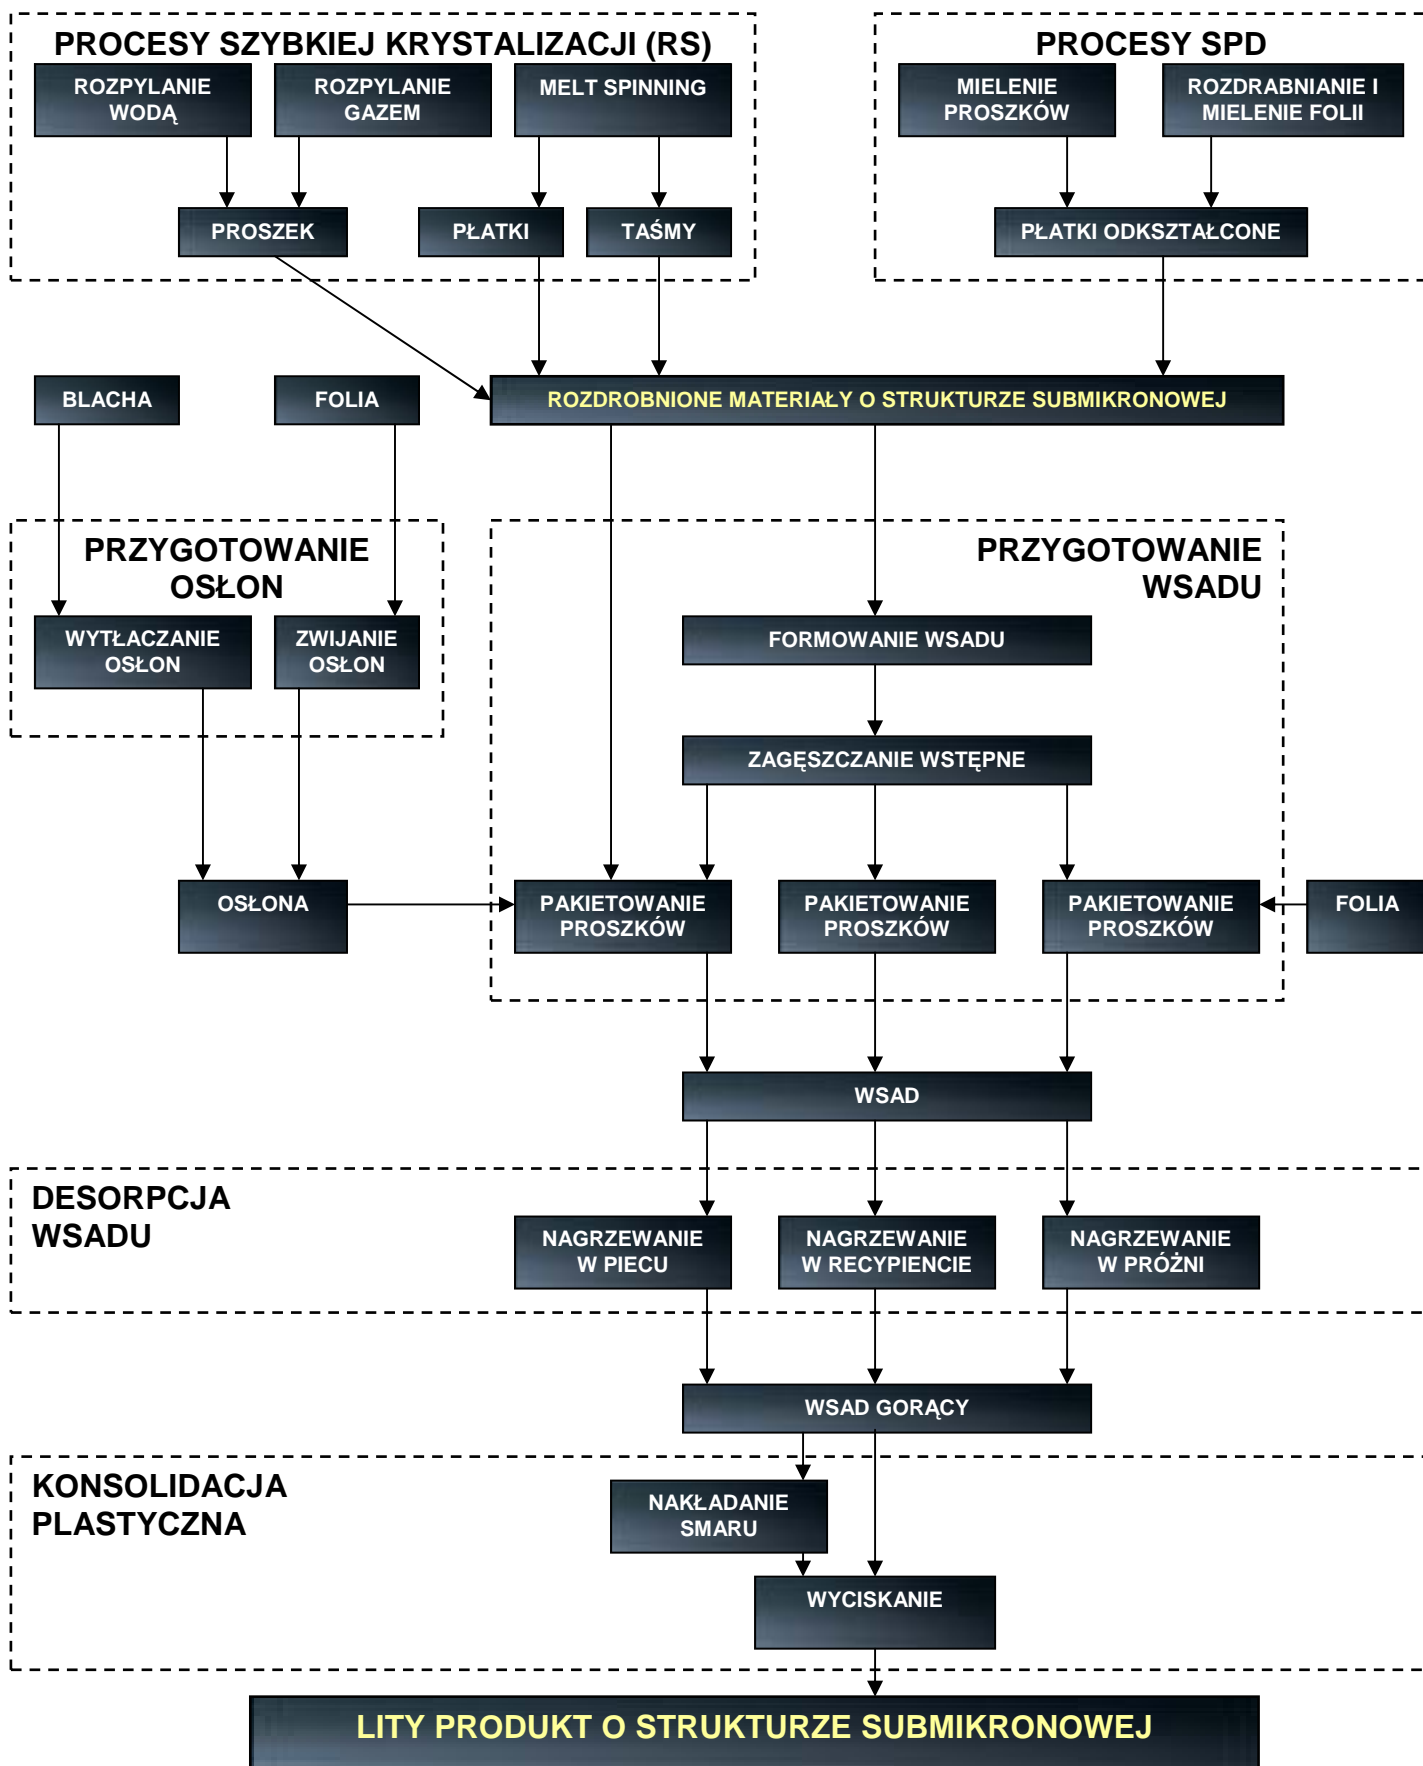 PROCESY SZYBKIEJ KRYSTALIZACJI (RS)
ROZPYLANIE
WODĄ
ROZPYLANIE
GAZEM
MELT SPINNING
PROSZEK
PŁATKI
TAŚMY
PROCESY SPD
MIELENIE
PROSZKÓW
ROZDRABNIANIE I
MIELENIE FOLII
PŁATKI ODKSZTAŁCONE
BLACHA
FOLIA
ROZDROBNIONE MATERIAŁY O STRUKTURZE SUBMIKRONOWEJ
PRZYGOTOWANIE
OSŁON
WYTŁACZANIE
OSŁON
ZWIJANIE
OSŁON
PRZYGOTOWANIE
WSADU
FORMOWANIE WSADU
ZAGĘSZCZANIE WSTĘPNE
OSŁONA
PAKIETOWANIE
PROSZKÓW
PAKIETOWANIE
PROSZKÓW
PAKIETOWANIE
PROSZKÓW
FOLIA
WSAD
DESORPCJA
WSADU
NAGRZEWANIE
W PIECU
NAGRZEWANIE
W RECYPIENCIE
NAGRZEWANIE
W PRÓŻNI
WSAD GORĄCY
KONSOLIDACJA
PLASTYCZNA
NAKŁADANIE
SMARU
WYCISKANIE
LITY PRODUKT O STRUKTURZE SUBMIKRONOWEJ